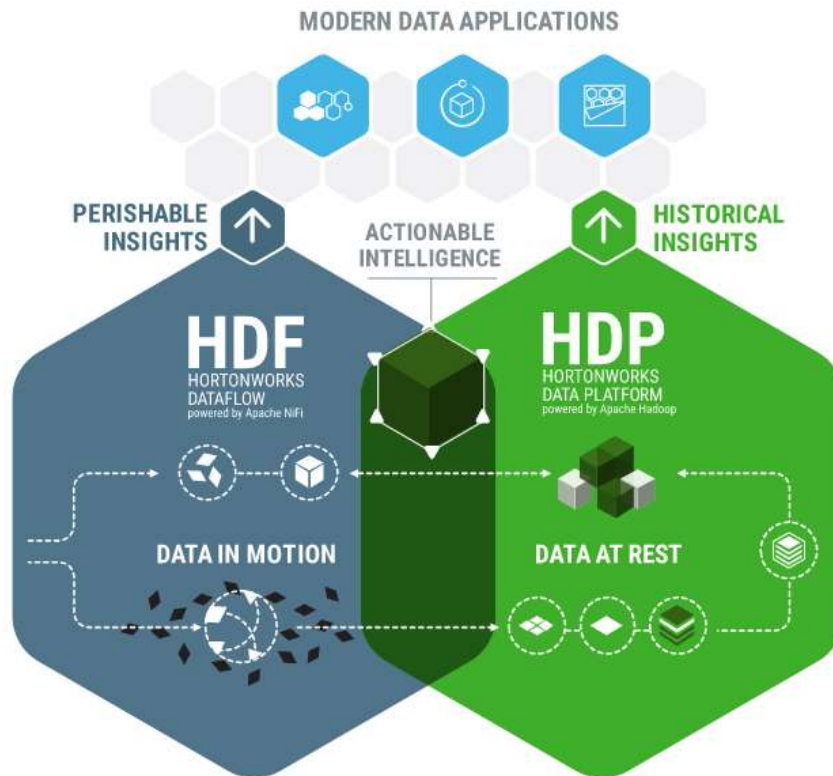 MODERN DATA APPLICATIONS
PERISHABLE
INSIGHTS
ACTIONABLE
INTELLIGENCE
HISTORICAL
INSIGHTS
HDF
HORTONWORKS
DATAFLOW
powered by Apache NiFi
HDP
HORTONWORKS
DATA PLATFORM
powered by Apache Hadoop
DATA IN MOTION
DATA AT REST